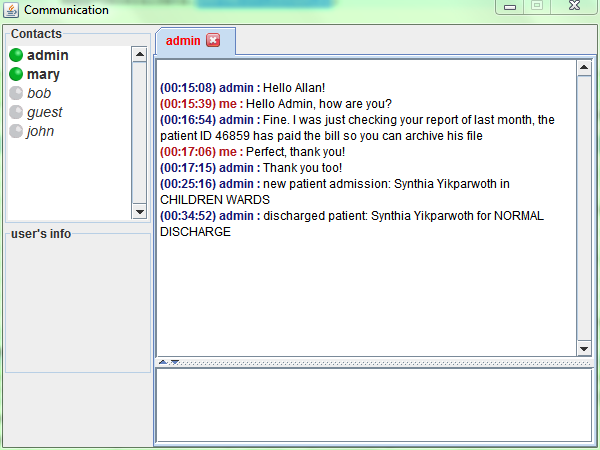 Communication
Contacts
admin
mary
bob
guest
john
user's info
admin
(00:15:08) admin : Hello Allan!
(00:15:39) me : Hello Admin, how are you?
(00:16:54) admin : Fine. I was just checking your report of last month, the
patient ID 46859 has paid the bill so you can archive his file
(00:17:06) me : Perfect, thank you!
(00:17:15) admin : Thank you too!
(00:25:16) admin : new patient admission: Synthia Yikparwoth in
CHILDREN WARDS
(00:34:52) admin : discharged patient: Synthia Yikparwoth for NORMAL
DISCHARGE